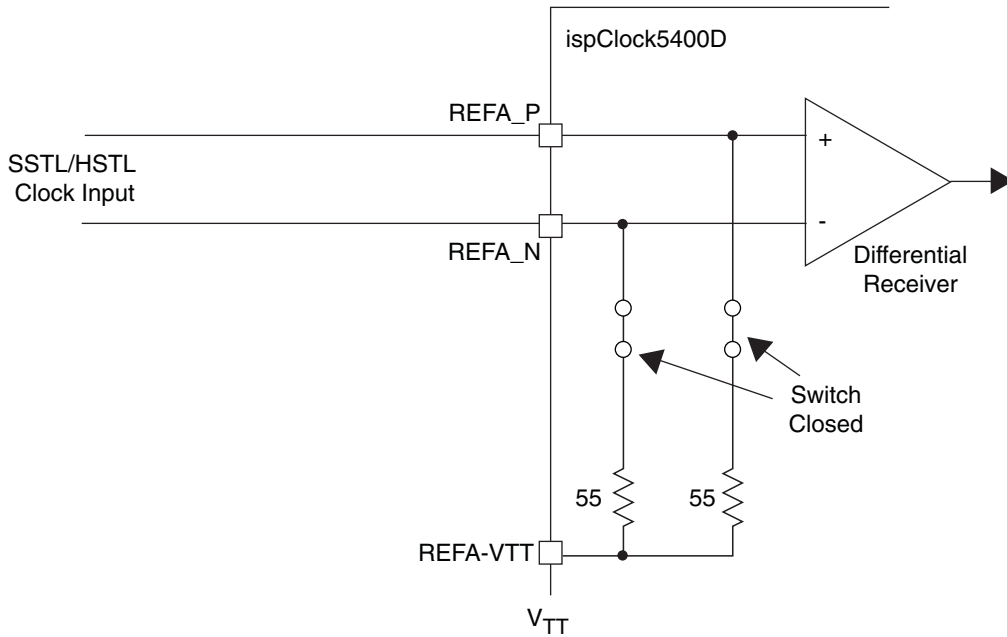 ispClock5400D
REFA_P
+
SSTL/HSTL
Clock Input
-
REFA_N
Differential
Receiver
Switch
Closed
55
55
REFA-VTT
VTT